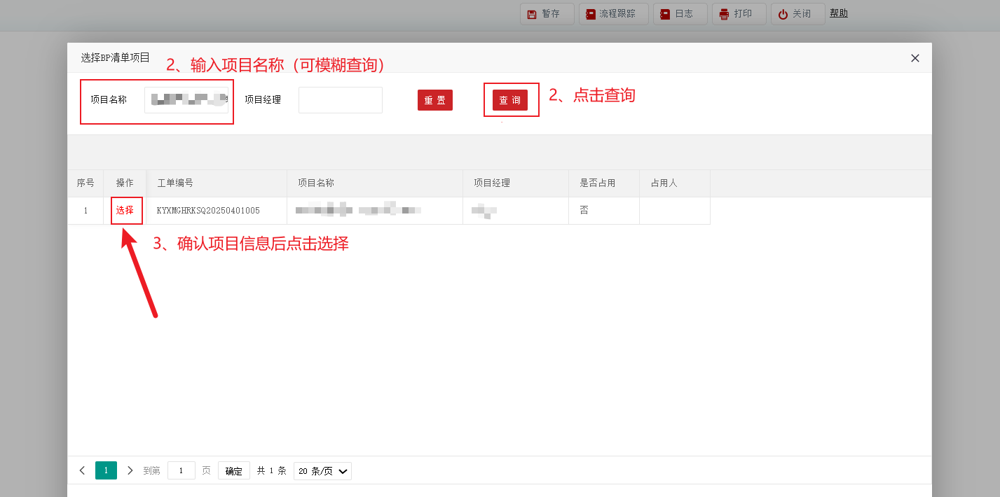 暂存 流程跟踪 日志 打印 关闭 帮助
选择BP清单项目
2、输入项目名称（可模糊查询）
项目名称 项目经理 重置 查询 2、点击查询
序号 操作 工单编号 项目名称 项目经理 是否占用 占用人
1 选择 KYXMGHRKSQ20250401005 否
3、确认项目信息后点击选择
1 到第 1 页 确定 共 1 条 20 条/页